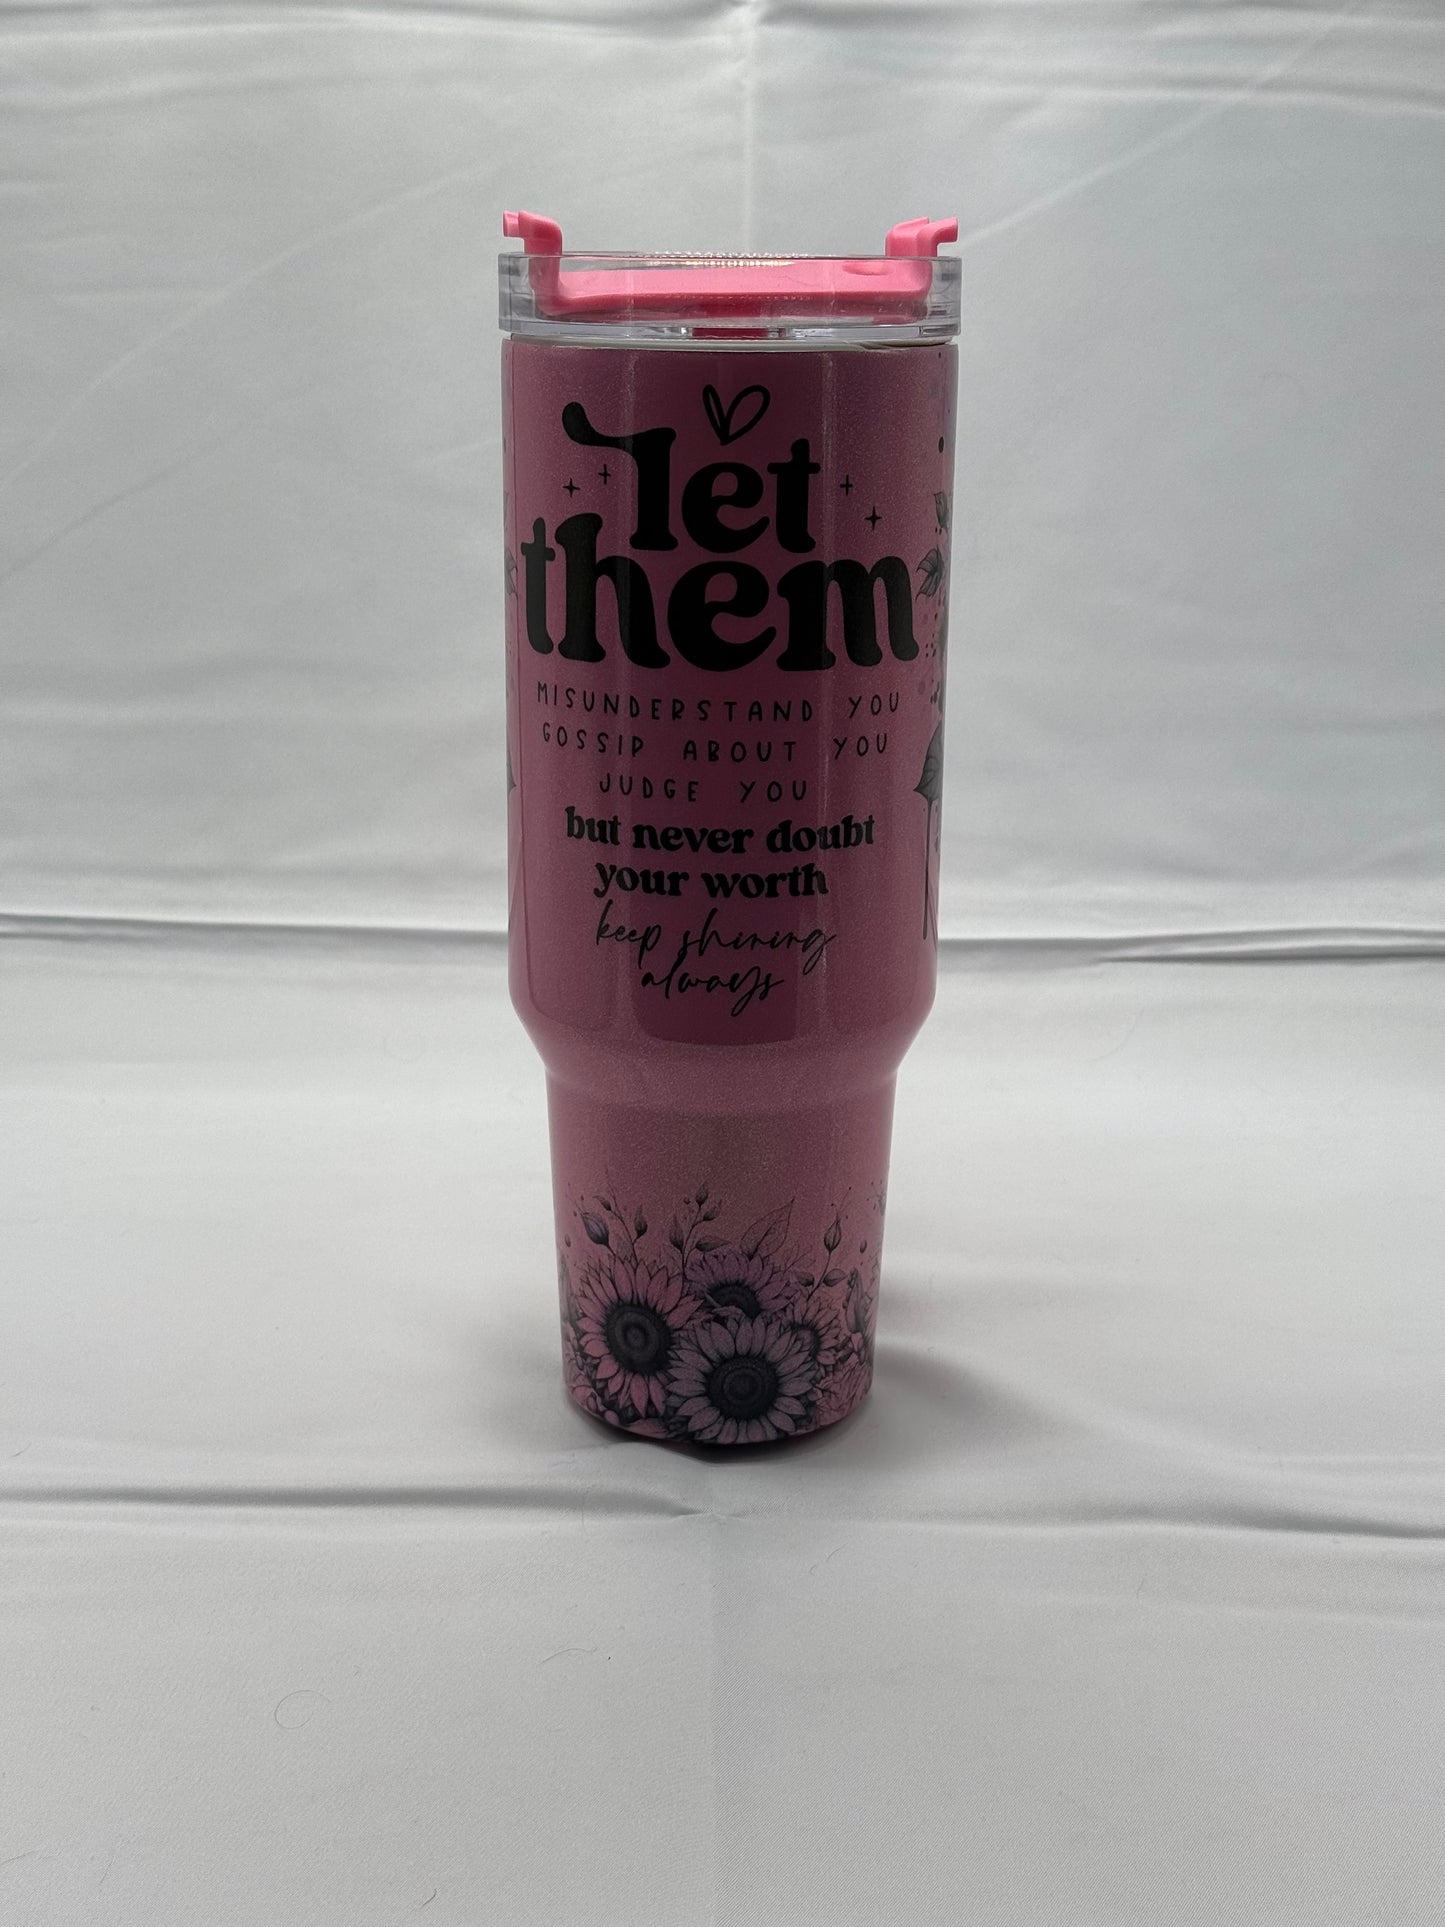 let
them
MISUNDERSTAND YOU
GOSSIP ABOUT YOU
JUDGE YOU
but never doubt
your worth
keep shining
always